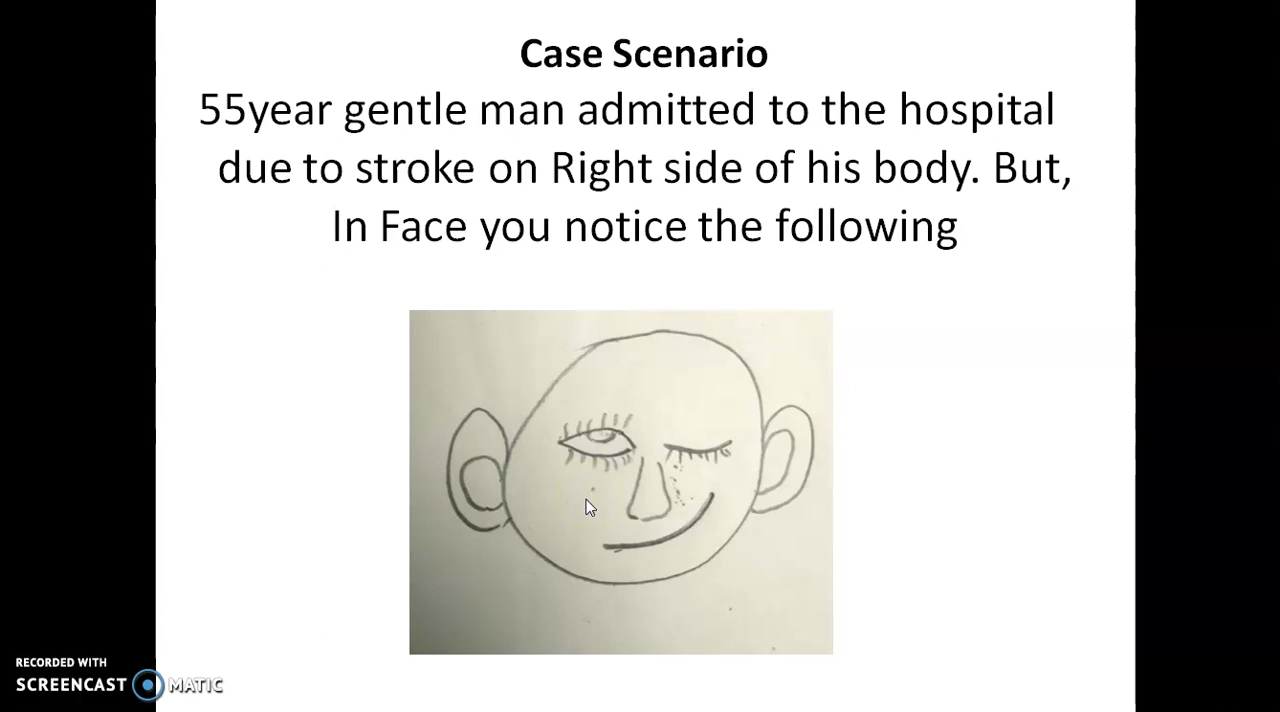 Case Scenario
55year gentle man admitted to the hospital
due to stroke on Right side of his body. But,
In Face you notice the following
RECORDED WITH
SCREENCAST MATIC